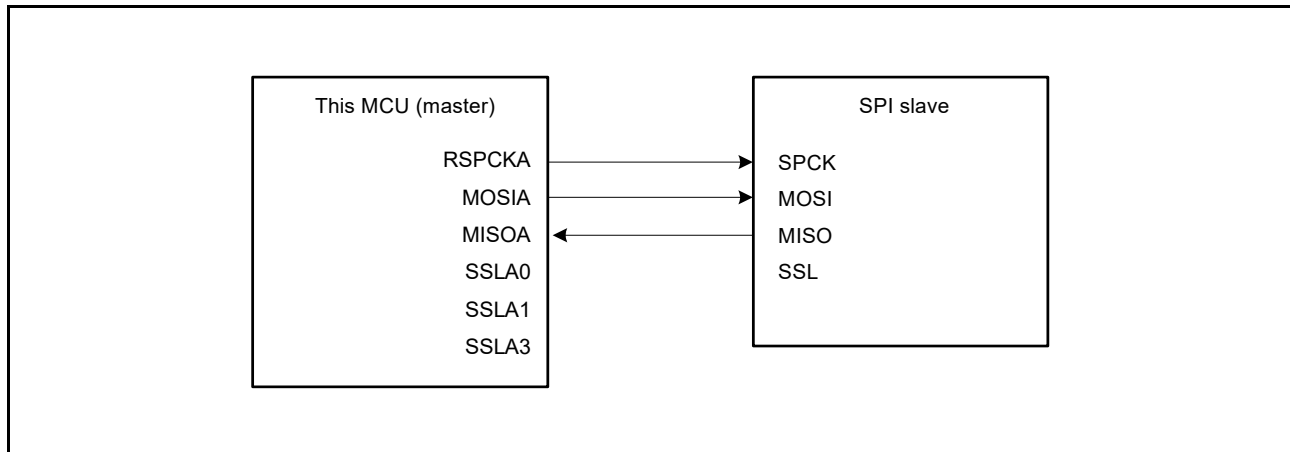 This MCU (master)
RSPCKA
MOSIA
MISOA
SSLA0
SSLA1
SSLA3
SPI slave
SPCK
MOSI
MISO
SSL